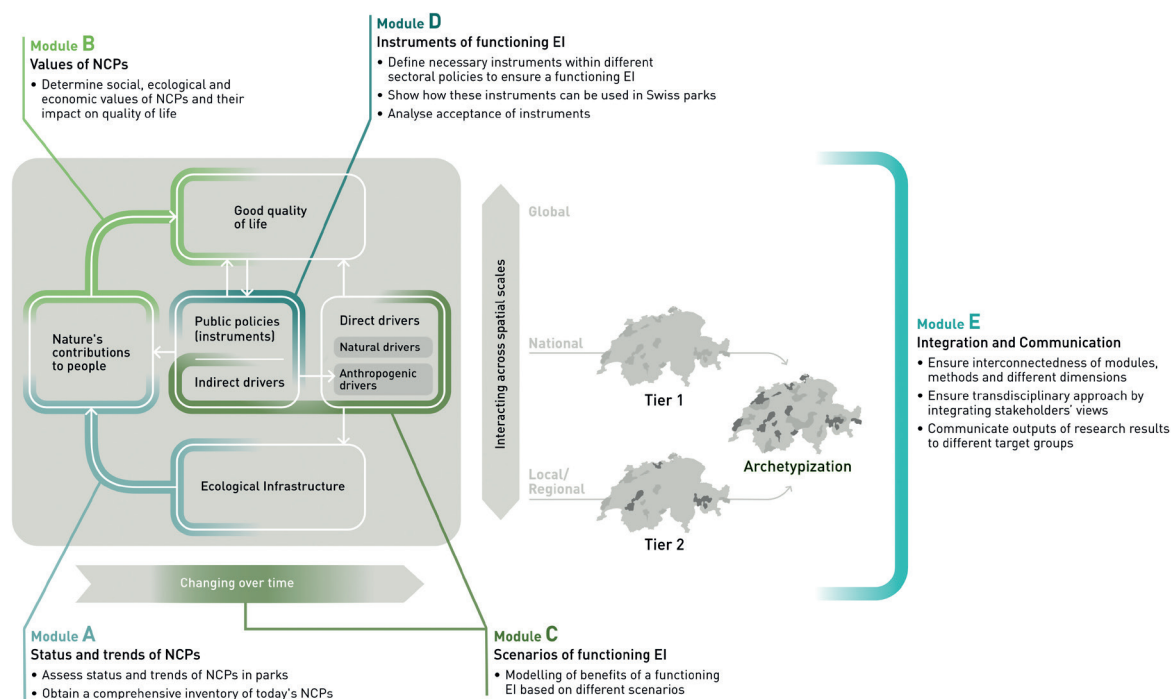 Module B
Values of NCPs
• Determine social, ecological and
economic values of NCPs and their
impact on quality of life
Module D
Instruments of functioning EI
• Define necessary instruments within different
sectoral policies to ensure a functioning EI
• Show how these instruments can be used in Swiss parks
• Analyse acceptance of instruments
Good quality
of life
Nature's
contributions
to people
Public policies
(instruments)
Indirect drivers
Direct drivers
Natural drivers
Anthropogenic
drivers
Ecological Infrastructure
Changing over time
Interacting across spatial scales
Global
National
Local/
Regional
Tier 1
Tier 2
Archetypization
Module E
Integration and Communication
• Ensure interconnectedness of modules,
methods and different dimensions
• Ensure transdisciplinary approach by
integrating stakeholders' views
• Communicate outputs of research results
to different target groups
Module A
Status and trends of NCPs
• Assess status and trends of NCPs in parks
• Obtain a comprehensive inventory of today's NCPs
Module C
Scenarios of functioning EI
• Modelling of benefits of a functioning
EI based on different scenarios